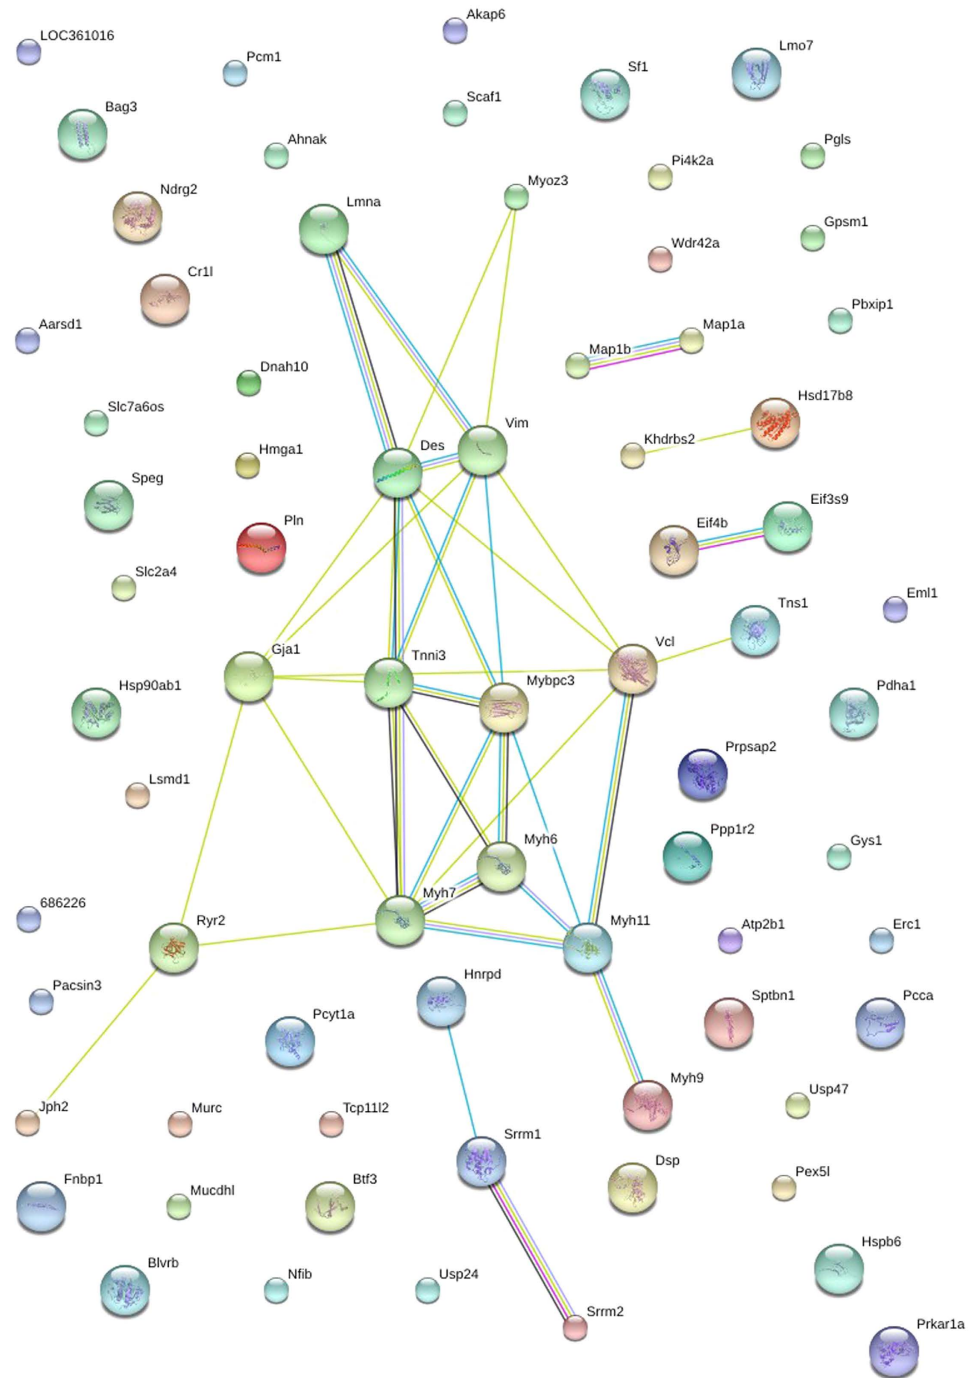 Akap6
LOC361016
Pcm1
Sf1
Lmo7
Scaf1
Bag3
Ahnak
Pgls
Pi4k2a
Myoz3
Ndrg2
Lmna
Gpsm1
Wdr42a
Cr1l
Pbxip1
Aarsd1
Map1a
Map1b
Dnah10
Hsd17b8
Slc7a6os
Vim
Khdrbs2
Des
Hmga1
Speg
Eif3s9
Pln
Eif4b
Slc2a4
Eml1
Tns1
Gja1
Vcl
Tnni3
Mybpc3
Hsp90ab1
Pdha1
Prpsap2
Lsmd1
Ppp1r2
Myh6
Gys1
Myh7
686226
Ryr2
Myh11
Atp2b1
Erc1
Hnrpd
Pacsin3
Sptbn1
Pcca
Pcyt1a
Myh9
Usp47
Jph2
Murc
Tcp11l2
Srrm1
Dsp
Pex5l
Fnbp1
Mucdhl
Btf3
Hspb6
Blvrb
Nfib
Usp24
Srrm2
Prkar1a